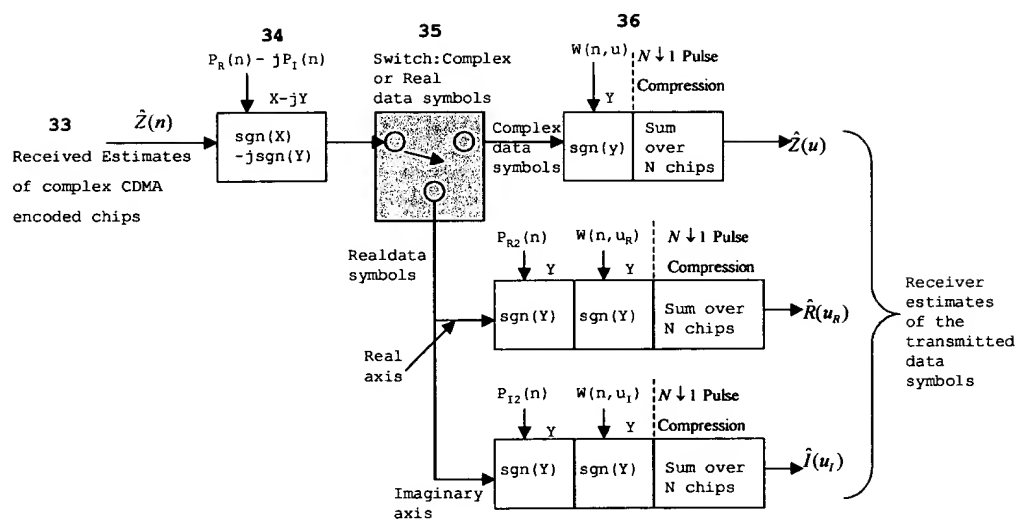 34
35
36
P_R(n) - jP_I(n)
X-jY
Switch:Complex
or Real
data symbols
W(n,u)
Y
N ↓ 1 Pulse
Compression
33
Ẑ(n)
Received Estimates
of complex CDMA
encoded chips
sgn(X)
-jsgn(Y)
Complex
data
symbols
sgn(y)
Sum
over
N chips
Ẑ(u)
Realdata
symbols
P_R2(n)
Y
W(n,u_R)
Y
N ↓ 1 Pulse
Compression
sgn(Y)
sgn(Y)
Sum over
N chips
R̂(u_R)
Real
axis
Receiver
estimates
of the
transmitted
data
symbols
P_I2(n)
Y
W(n,u_I)
Y
N ↓ 1 Pulse
Compression
sgn(Y)
sgn(Y)
Sum over
N chips
Î(u_I)
Imaginary
axis